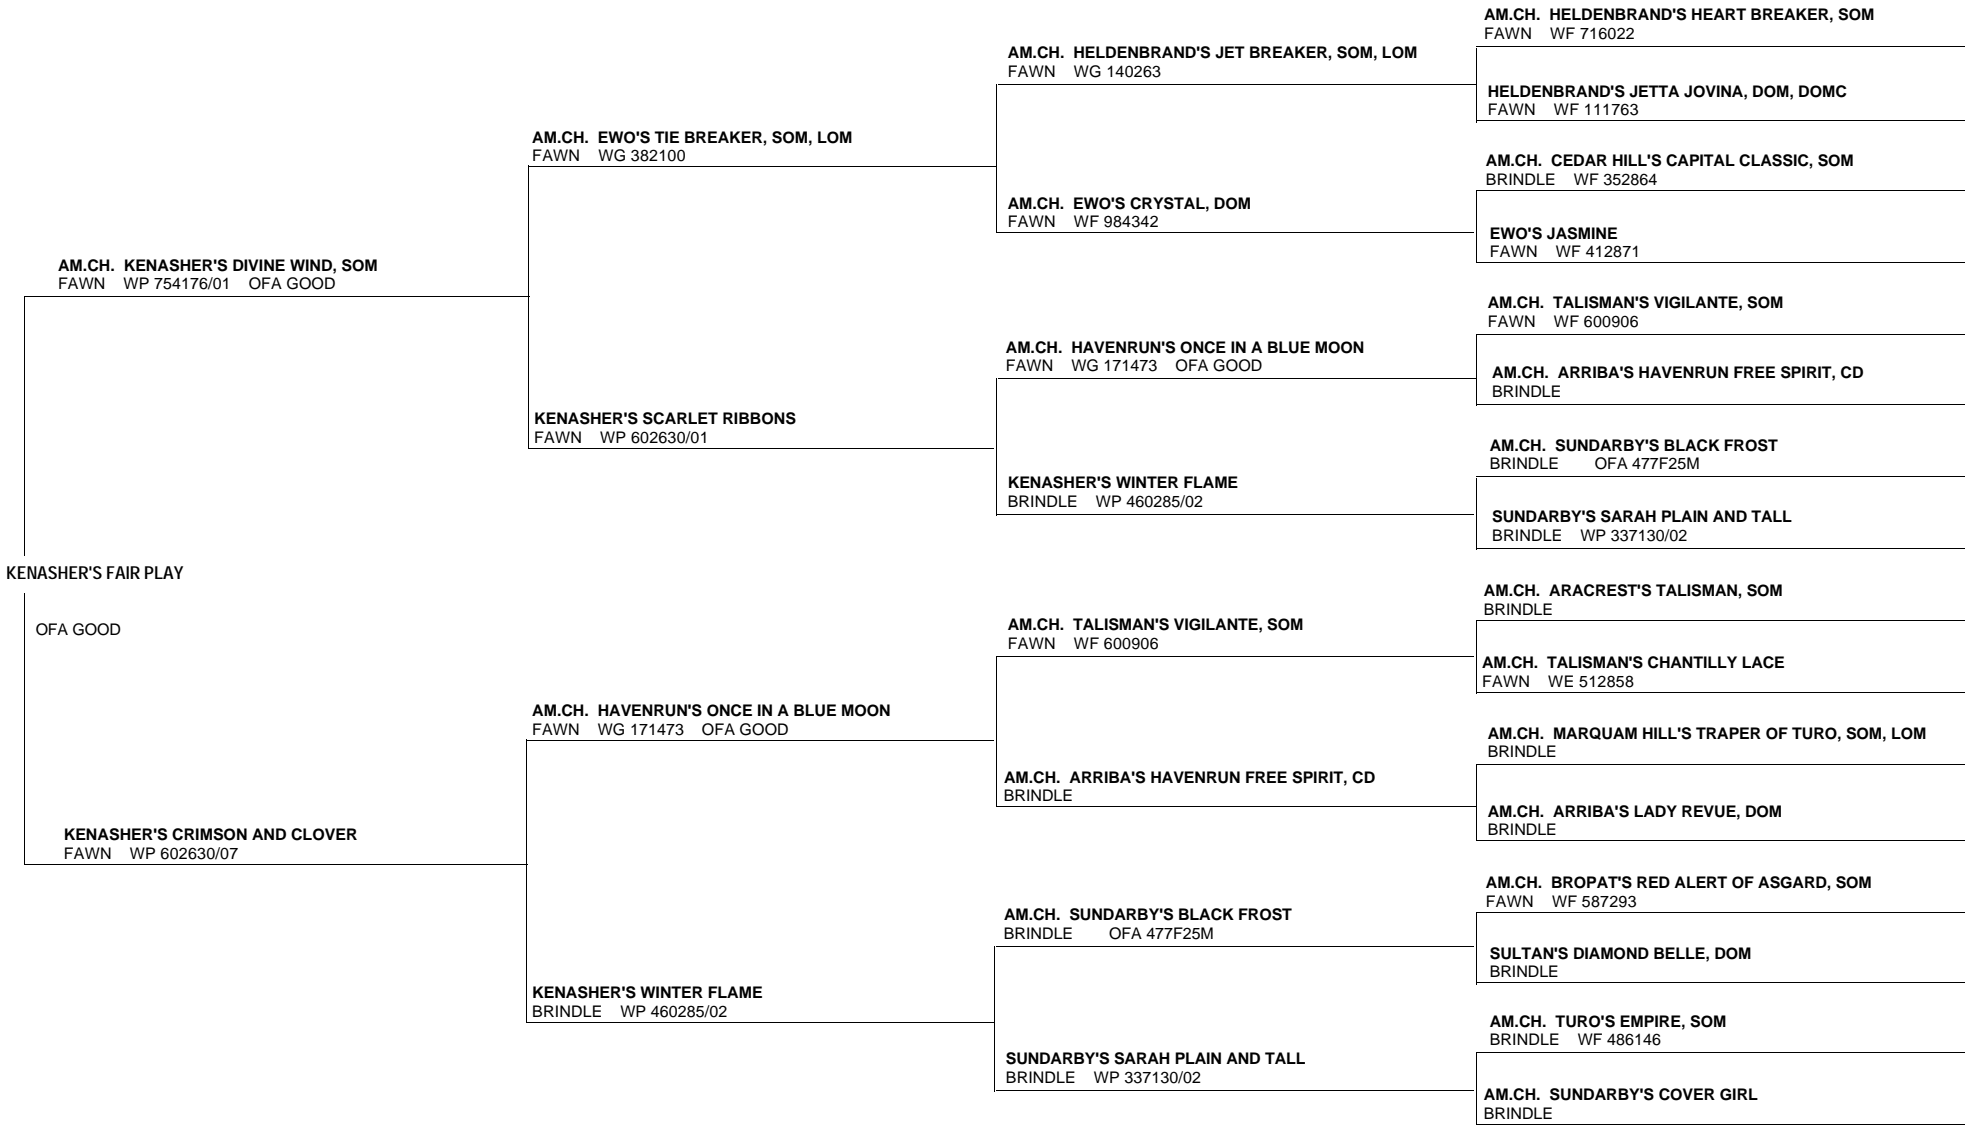 KENASHER'S FAIR PLAY
OFA GOOD
AM.CH. KENASHER'S DIVINE WIND, SOM
FAWN WP 754176/01 OFA GOOD
KENASHER'S CRIMSON AND CLOVER
FAWN WP 602630/07
AM.CH. EWO'S TIE BREAKER, SOM, LOM
FAWN WG 382100
KENASHER'S SCARLET RIBBONS
FAWN WP 602630/01
AM.CH. HAVENRUN'S ONCE IN A BLUE MOON
FAWN WG 171473 OFA GOOD
KENASHER'S WINTER FLAME
BRINDLE WP 460285/02
AM.CH. HELDENBRAND'S JET BREAKER, SOM, LOM
FAWN WG 140263
AM.CH. EWO'S CRYSTAL, DOM
FAWN WF 984342
AM.CH. HAVENRUN'S ONCE IN A BLUE MOON
FAWN WG 171473 OFA GOOD
KENASHER'S WINTER FLAME
BRINDLE WP 460285/02
AM.CH. TALISMAN'S VIGILANTE, SOM
FAWN WF 600906
AM.CH. ARRIBA'S HAVENRUN FREE SPIRIT, CD
BRINDLE
AM.CH. SUNDARBY'S BLACK FROST
BRINDLE OFA 477F25M
SUNDARBY'S SARAH PLAIN AND TALL
BRINDLE WP 337130/02
AM.CH. HELDENBRAND'S HEART BREAKER, SOM
FAWN WF 716022
HELDENBRAND'S JETTA JOVINA, DOM, DOMC
FAWN WF 111763
AM.CH. CEDAR HILL'S CAPITAL CLASSIC, SOM
BRINDLE WF 352864
EWO'S JASMINE
FAWN WF 412871
AM.CH. TALISMAN'S VIGILANTE, SOM
FAWN WF 600906
AM.CH. ARRIBA'S HAVENRUN FREE SPIRIT, CD
BRINDLE
AM.CH. SUNDARBY'S BLACK FROST
BRINDLE OFA 477F25M
SUNDARBY'S SARAH PLAIN AND TALL
BRINDLE WP 337130/02
AM.CH. ARACREST'S TALISMAN, SOM
BRINDLE
AM.CH. TALISMAN'S CHANTILLY LACE
FAWN WE 512858
AM.CH. MARQUAM HILL'S TRAPER OF TURO, SOM, LOM
BRINDLE
AM.CH. ARRIBA'S LADY REVUE, DOM
BRINDLE
AM.CH. BROPAT'S RED ALERT OF ASGARD, SOM
FAWN WF 587293
SULTAN'S DIAMOND BELLE, DOM
BRINDLE
AM.CH. TURO'S EMPIRE, SOM
BRINDLE WF 486146
AM.CH. SUNDARBY'S COVER GIRL
BRINDLE